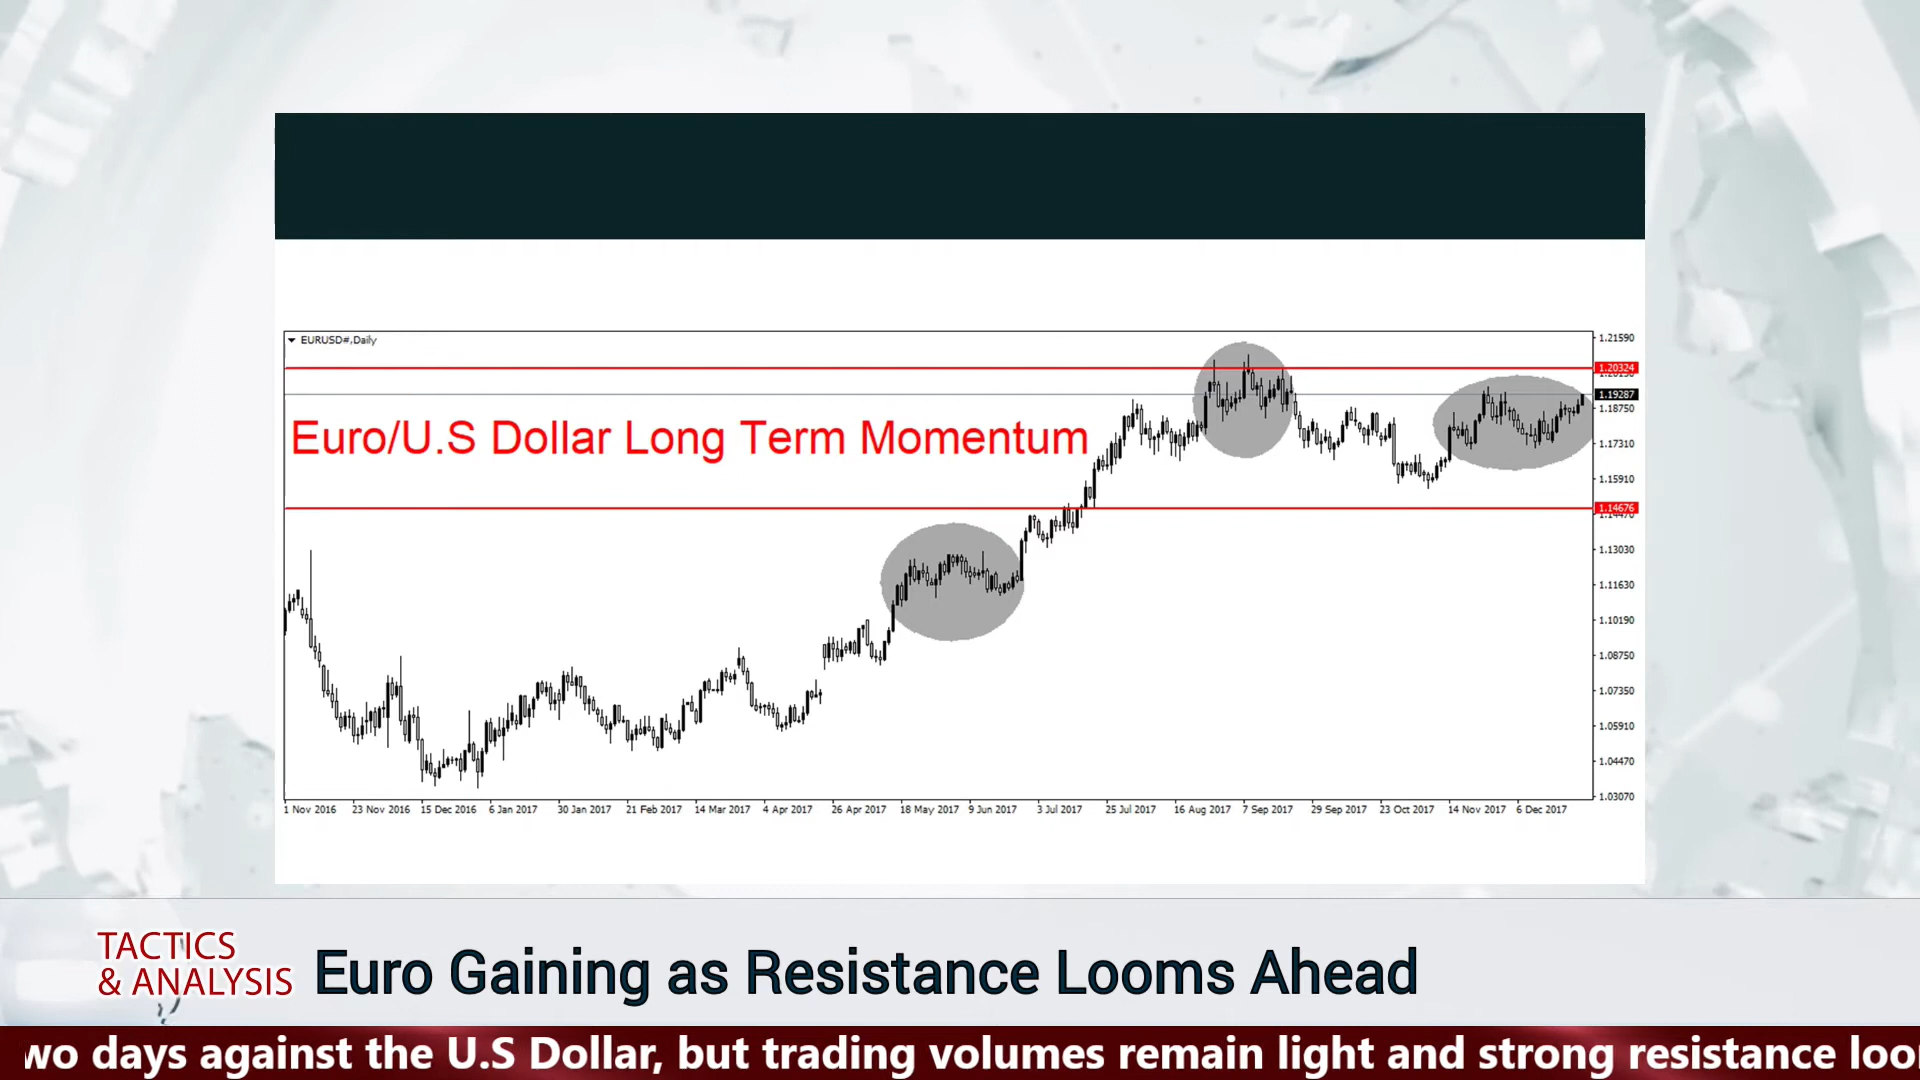 EURUSD#,Daily
Euro/U.S Dollar Long Term Momentum
1.21590
1.20324
1.19287
1.18750
1.17310
1.15910
1.14676
1.13030
1.11630
1.10190
1.08750
1.07350
1.05910
1.04470
1.03070
1 Nov 2016 23 Nov 2016 15 Dec 2016 6 Jan 2017 30 Jan 2017 21 Feb 2017 14 Mar 2017 4 Apr 2017 26 Apr 2017 18 May 2017 9 Jun 2017 3 Jul 2017 25 Jul 2017 16 Aug 2017 7 Sep 2017 29 Sep 2017 23 Oct 2017 14 Nov 2017 6 Dec 2017
TACTICS
& ANALYSIS
Euro Gaining as Resistance Looms Ahead
wo days against the U.S Dollar, but trading volumes remain light and strong resistance loo